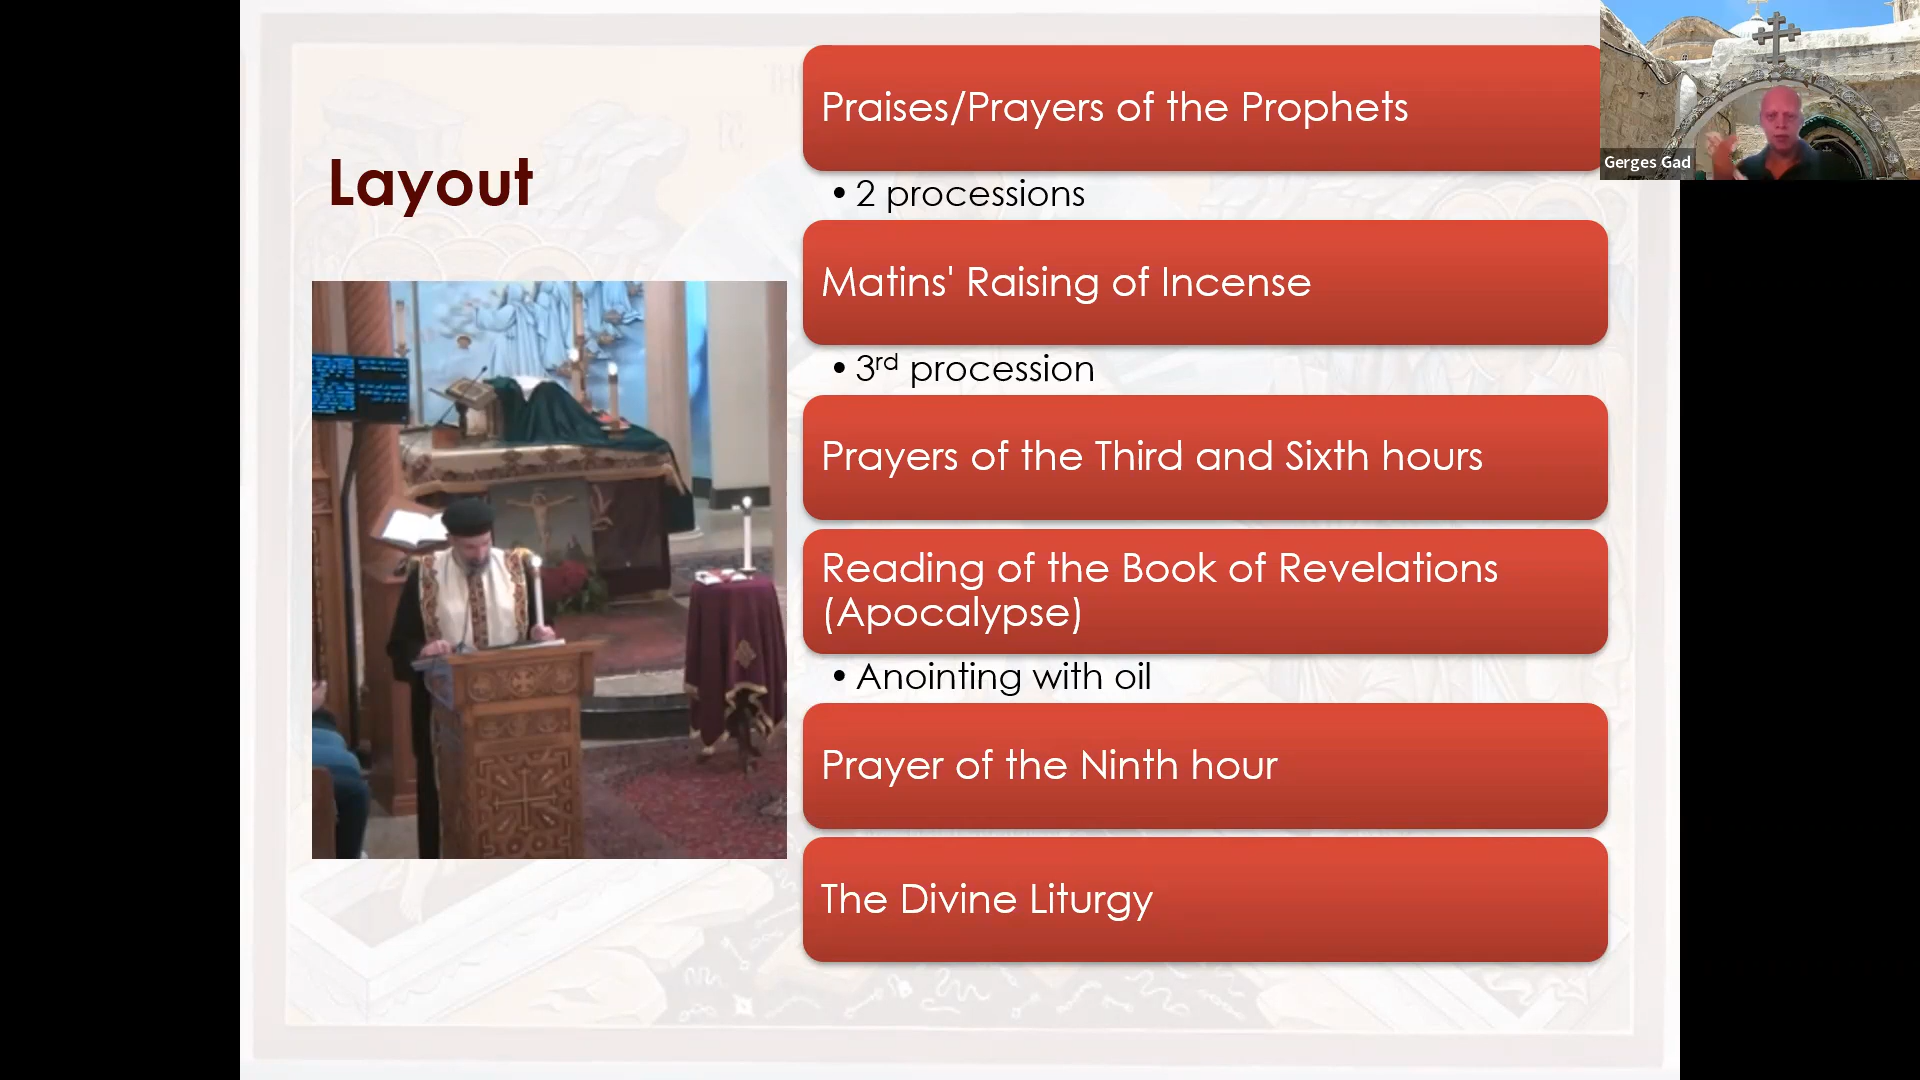 Layout
Praises/Prayers of the Prophets
• 2 processions
Matins' Raising of Incense
• 3rd procession
Prayers of the Third and Sixth hours
Reading of the Book of Revelations
(Apocalypse)
• Anointing with oil
Prayer of the Ninth hour
The Divine Liturgy
Gerges Gad